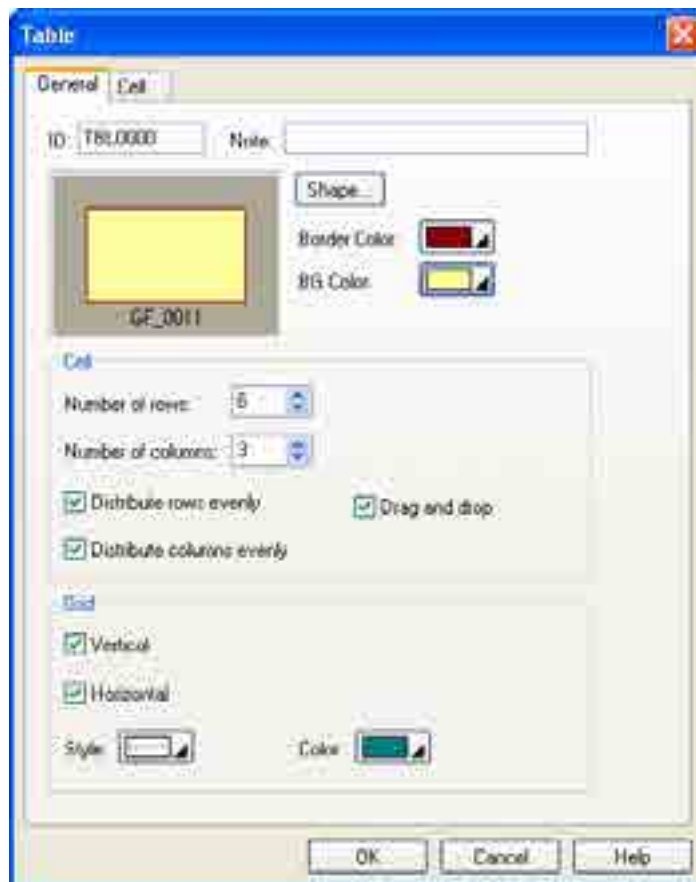 Table
General Cell
ID: TBL0000 Note:
Shape...
Border Color
BG Color
GF_0011
Cell
Number of rows: 6
Number of columns: 3
Distribute rows evenly Drag and drop
Distribute columns evenly
Grid
Vertical
Horizontal
Style Color
OK Cancel Help